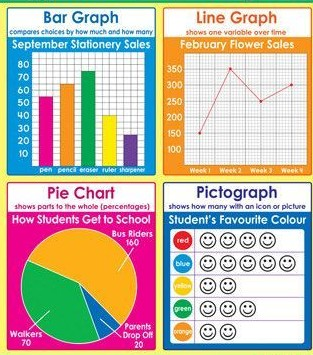 Bar Graph
compares choices by how much and how many
September Stationery Sales
80
70
60
50
40
30
20
10
pen pencil eraser ruler sharpener
Line Graph
shows one variable over time
February Flower Sales
350
300
250
200
150
100
Week 1 Week 2 Week 3 Week 4
Pie Chart
shows parts to the whole (percentages)
How Students Get to School
Bus Riders
160
Walkers
70
Parents
Drop Off
20
Pictograph
shows how many with an icon or picture
Student's Favourite Colour
red
blue
yellow
green
orange